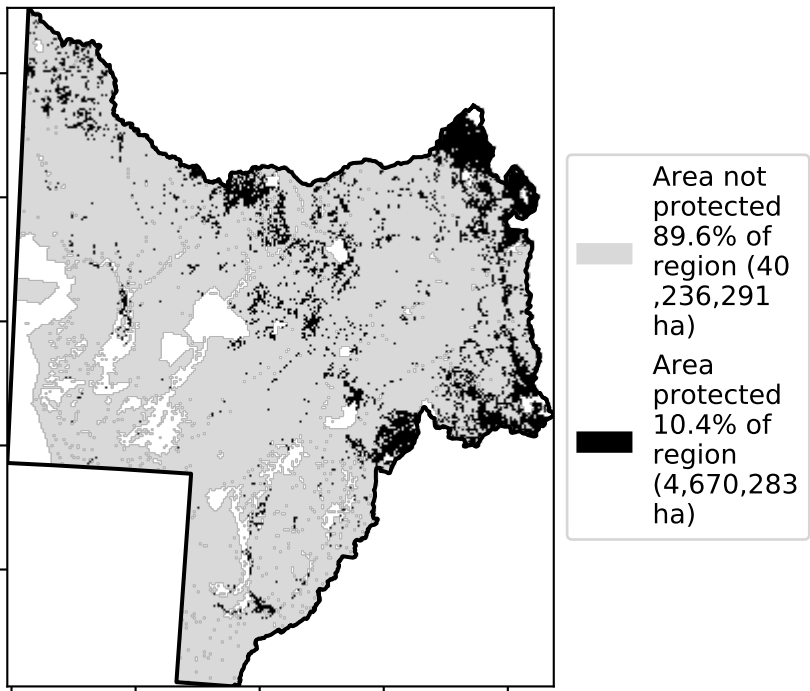 Area not
protected
89.6% of
region (40
,236,291
ha)
Area
protected
10.4% of
region
(4,670,283
ha)